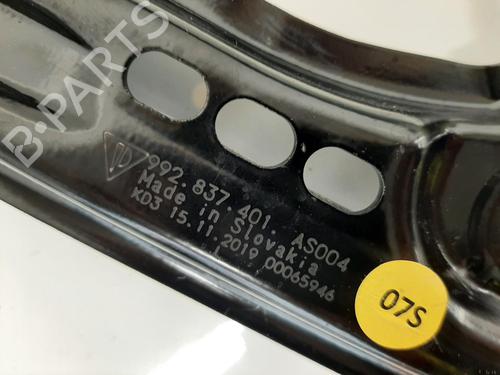 B-PARTS
992.837.401. AS004
Made in Slovakia
KD3 15.11.2019 00065946
07S